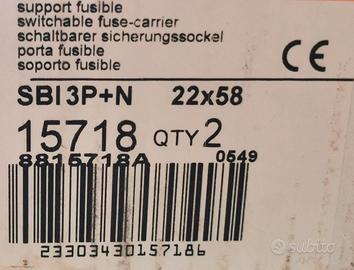 support fusible
switchable fuse-carrier
schaltbarer sicherungssockel
porta fusible
soporto fusible
CE
SBI 3P+N 22x58
15718 QTY 2
8815718A 0549
23303430157186
subito